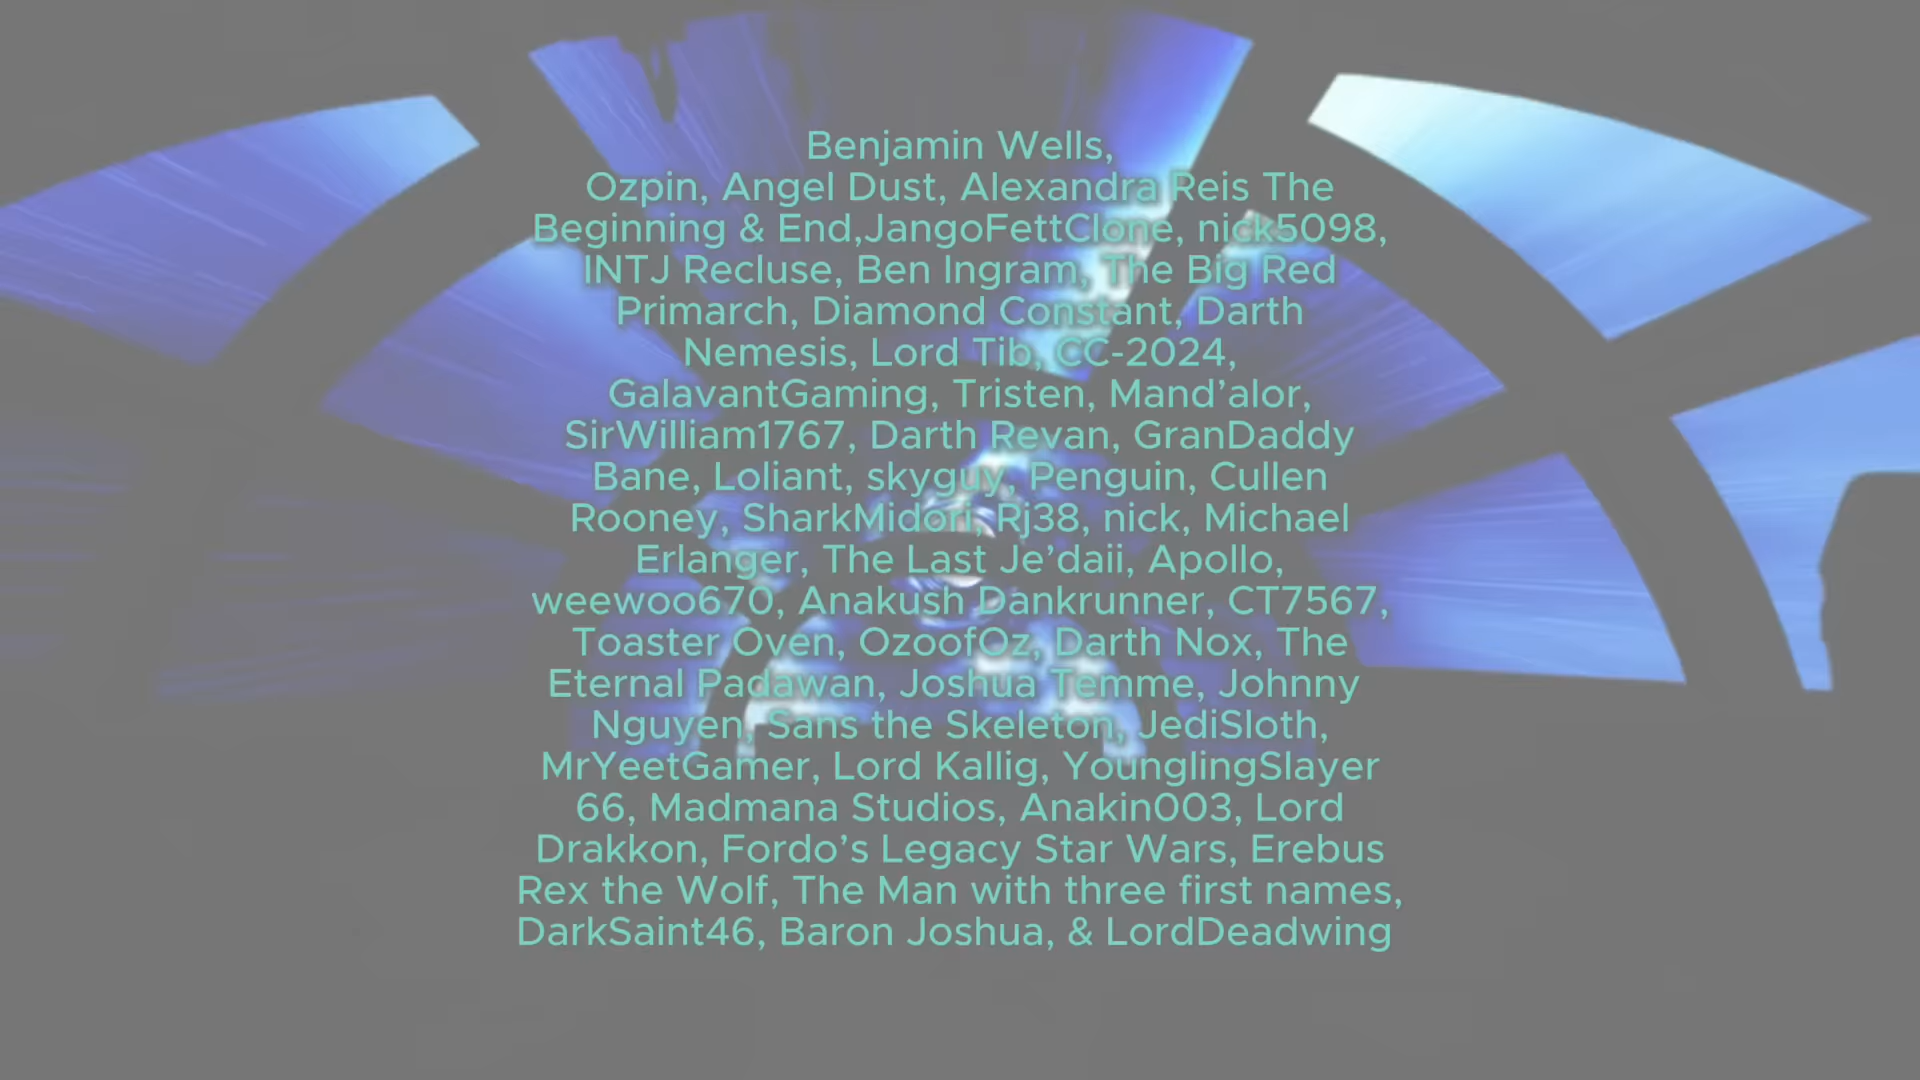 Benjamin Wells,
Ozpin, Angel Dust, Alexandra Reis The
Beginning & End,JangoFettClone, nick5098,
INTJ Recluse, Ben Ingram, The Big Red
Primarch, Diamond Constant, Darth
Nemesis, Lord Tib, CC-2024,
GalavantGaming, Tristen, Mand’alor,
SirWilliam1767, Darth Revan, GranDaddy
Bane, Loliant, skyguy, Penguin, Cullen
Rooney, SharkMidori, Rj38, nick, Michael
Erlanger, The Last Je’daii, Apollo,
weewoo670, Anakush Dankrunner, CT7567,
Toaster Oven, OzoofOz, Darth Nox, The
Eternal Padawan, Joshua Temme, Johnny
Nguyen, Sans the Skeleton, JediSloth,
MrYeetGamer, Lord Kallig, YounglingSlayer
66, Madmana Studios, Anakin003, Lord
Drakkon, Fordo’s Legacy Star Wars, Erebus
Rex the Wolf, The Man with three first names,
DarkSaint46, Baron Joshua, & LordDeadwing